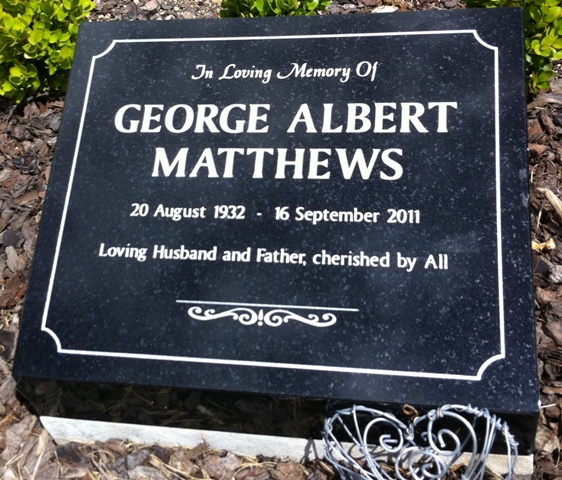 In Loving Memory Of
GEORGE ALBERT
MATTHEWS
20 August 1932 - 16 September 2011
Loving Husband and Father, cherished by All